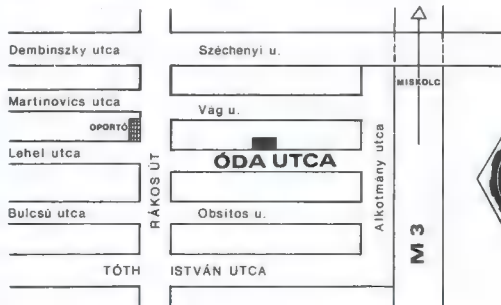 Dembinszky utca
Széchenyi u.
MISKOLC
Martinovics utca
Vág u.
OPORTÓ
Lehel utca
ÓDA UTCA
RÁKOS ÚT
Alkotmány utca
Bulcsú utca
Obsitos u.
M 3
TÓTH ISTVÁN UTCA